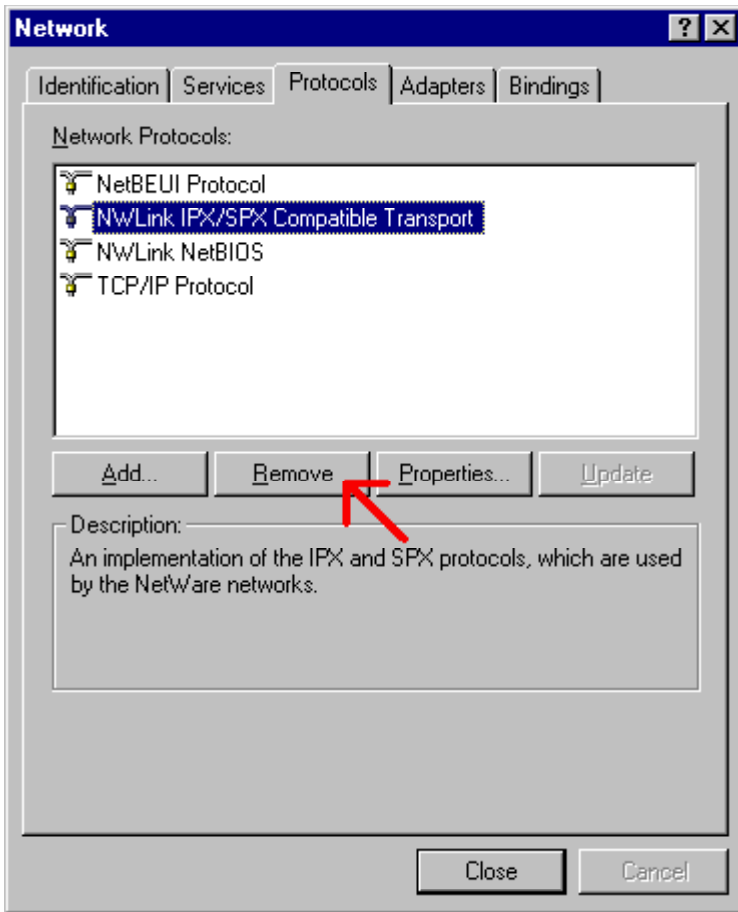 Network
Identification Services Protocols Adapters Bindings
Network Protocols:
NetBEUI Protocol
NWLink IPX/SPX Compatible Transport
NWLink NetBIOS
TCP/IP Protocol
Add... Remove Properties... Update
Description:
An implementation of the IPX and SPX protocols, which are used
by the NetWare networks.
Close Cancel